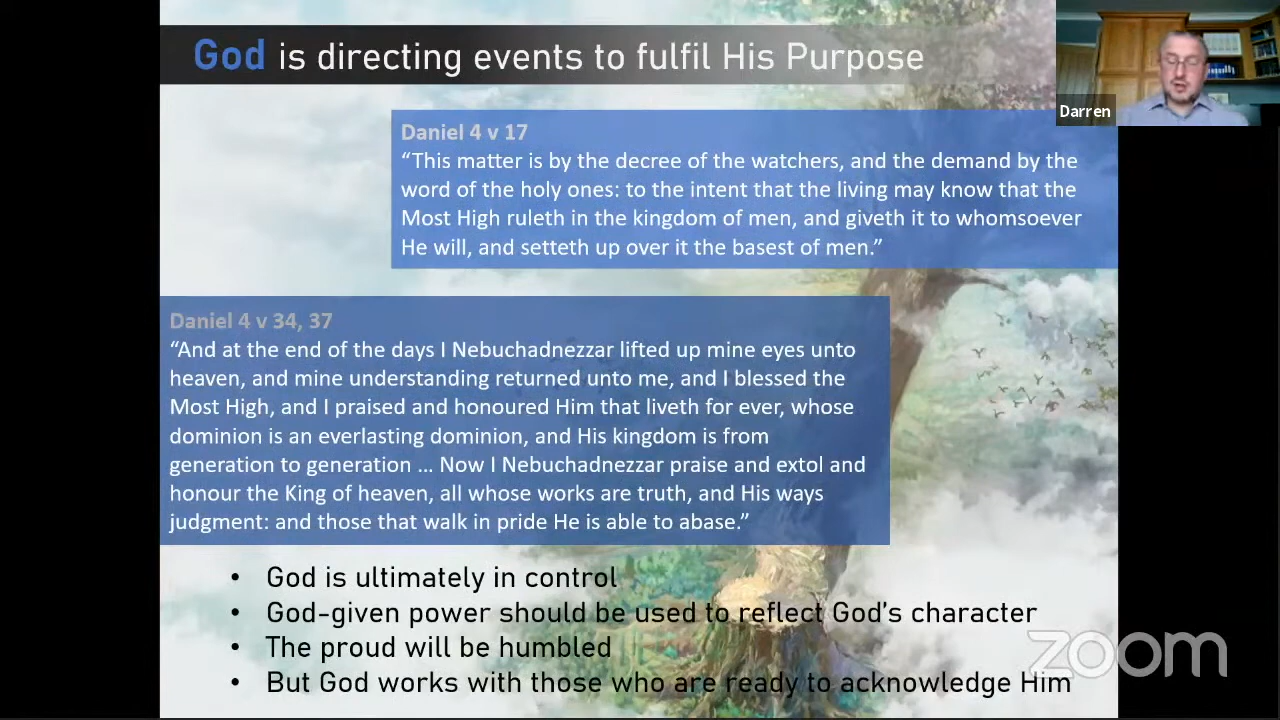 God is directing events to fulfil His Purpose
Darren
Daniel 4 v 17
“This matter is by the decree of the watchers, and the demand by the
word of the holy ones: to the intent that the living may know that the
Most High ruleth in the kingdom of men, and giveth it to whomsoever
He will, and setteth up over it the basest of men.”
Daniel 4 v 34, 37
“And at the end of the days I Nebuchadnezzar lifted up mine eyes unto
heaven, and mine understanding returned unto me, and I blessed the
Most High, and I praised and honoured Him that liveth for ever, whose
dominion is an everlasting dominion, and His kingdom is from
generation to generation … Now I Nebuchadnezzar praise and extol and
honour the King of heaven, all whose works are truth, and His ways
judgment: and those that walk in pride He is able to abase.”
• God is ultimately in control
• God-given power should be used to reflect God’s character
• The proud will be humbled
• But God works with those who are ready to acknowledge Him
zoom